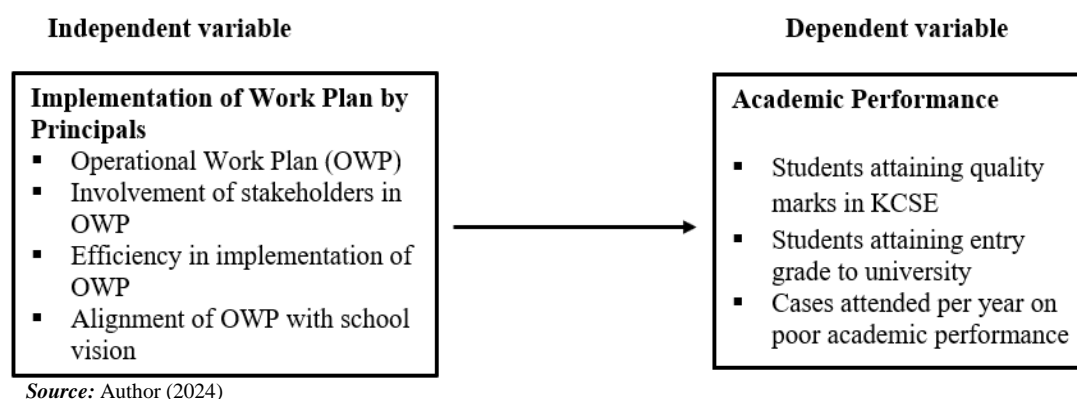 Independent variable
Dependent variable
Implementation of Work Plan by
Principals
▪ Operational Work Plan (OWP)
▪ Involvement of stakeholders in
OWP
▪ Efficiency in implementation of
OWP
▪ Alignment of OWP with school
vision
Academic Performance
▪ Students attaining quality
marks in KCSE
▪ Students attaining entry
grade to university
▪ Cases attended per year on
poor academic performance
Source: Author (2024)